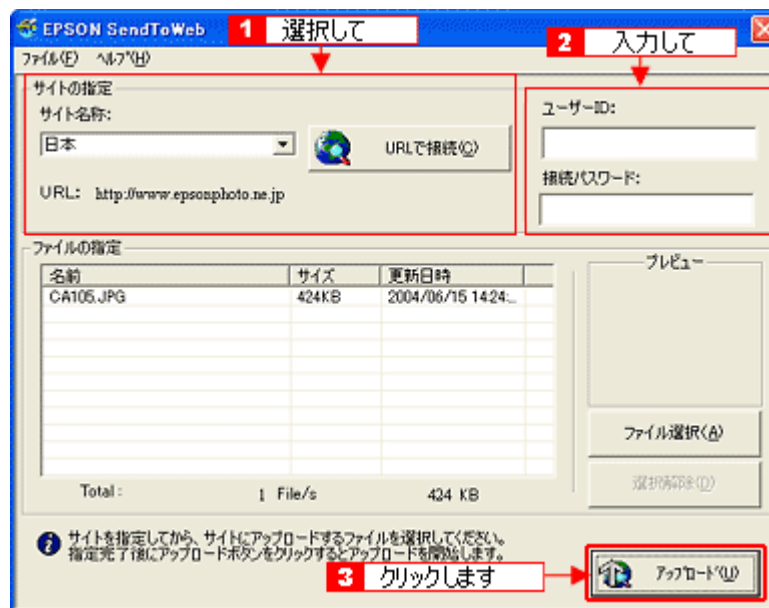 EPSON SendToWeb
1 選択して
2 入力して
ファイル(F) ヘルプ(H)
サイトの指定
サイト名称:
日本
URLで接続(C)
URL: http://www.epsonphoto.ne.jp
ユーザーID:
接続パスワード:
ファイルの指定
名前 サイズ 更新日時
CA105.JPG 424KB 2004/06/15 14:24:...
Total: 1 File/s 424 KB
プレビュー
ファイル選択(A)
選択解除(D)
サイトを指定してから、サイトにアップロードするファイルを選択してください。
指定完了後にアップロードボタンをクリックするとアップロードを開始します。
3 クリックします
アップロード(U)